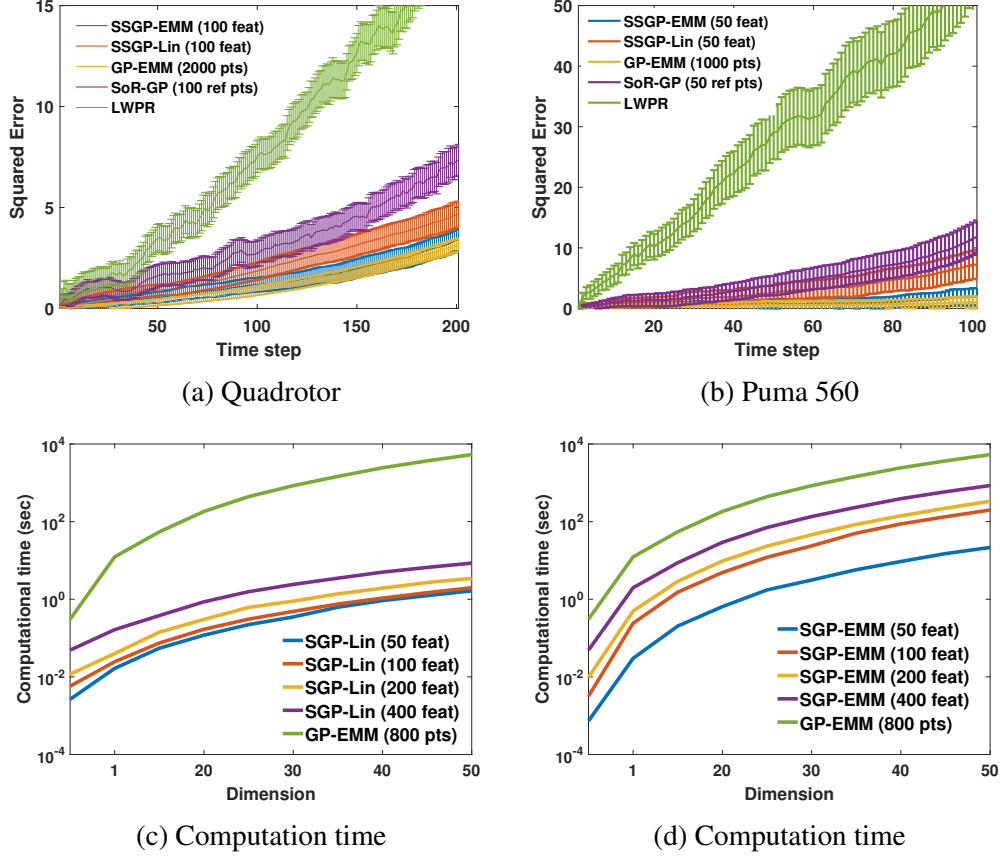 SSGP-EMM (100 feat)
SSGP-Lin (100 feat)
GP-EMM (2000 pts)
SoR-GP (100 ref pts)
LWPR
Squared Error
15
10
5
0
50
100
150
200
Time step
(a) Quadrotor
SSGP-EMM (50 feat)
SSGP-Lin (50 feat)
GP-EMM (1000 pts)
SoR-GP (50 ref pts)
LWPR
Squared Error
50
40
30
20
10
0
20
40
60
80
100
Time step
(b) Puma 560
Computational time (sec)
10^4
10^2
10^0
10^-2
10^-4
SGP-Lin (50 feat)
SGP-Lin (100 feat)
SGP-Lin (200 feat)
SGP-Lin (400 feat)
GP-EMM (800 pts)
1
20
30
40
50
Dimension
(c) Computation time
Computational time (sec)
10^4
10^2
10^0
10^-2
10^-4
SGP-EMM (50 feat)
SGP-EMM (100 feat)
SGP-EMM (200 feat)
SGP-EMM (400 feat)
GP-EMM (800 pts)
1
20
30
40
50
Dimension
(d) Computation time